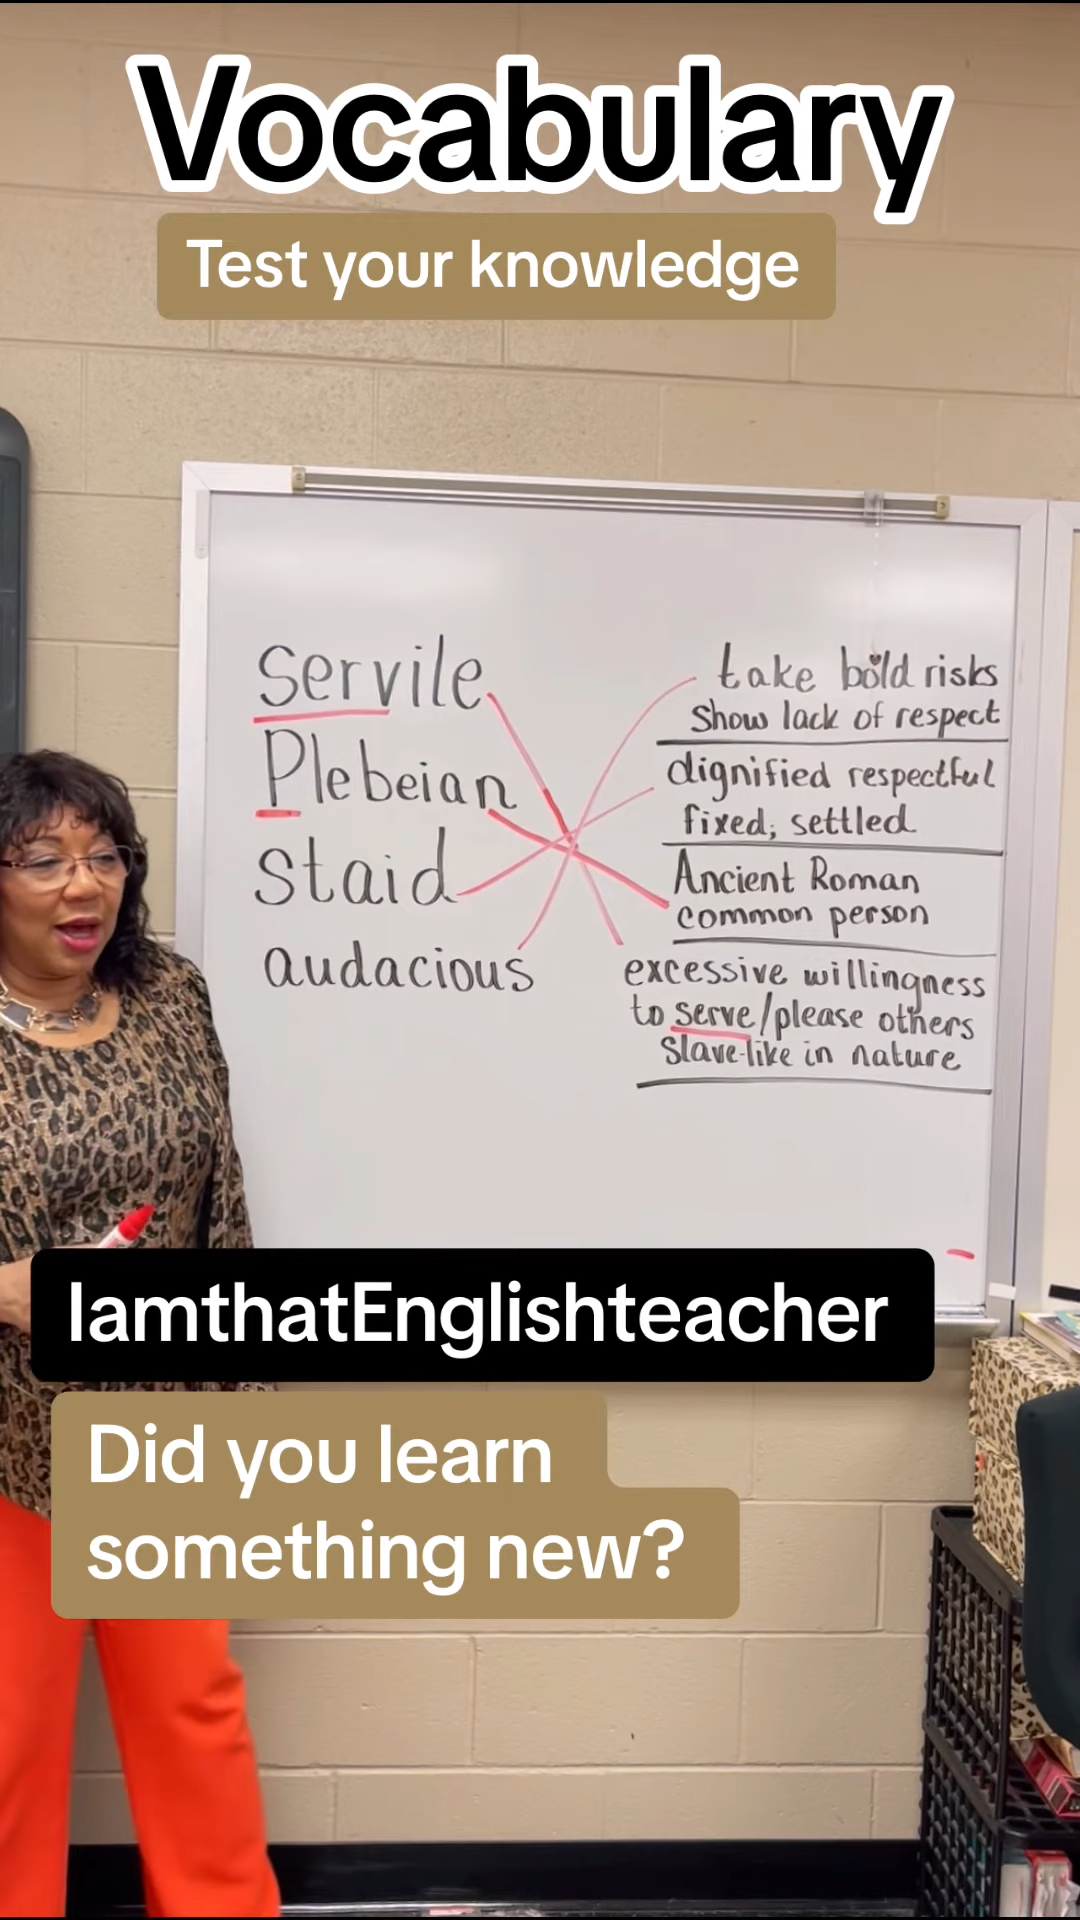 Vocabulary
Test your knowledge
servile
Plebeian
staid
audacious
take bold risks
Show lack of respect
dignified respectful
fixed, settled
Ancient Roman
common person
excessive willingness
to serve/please others
Slave-like in nature
IamthatEnglishteacher
Did you learn
something new?